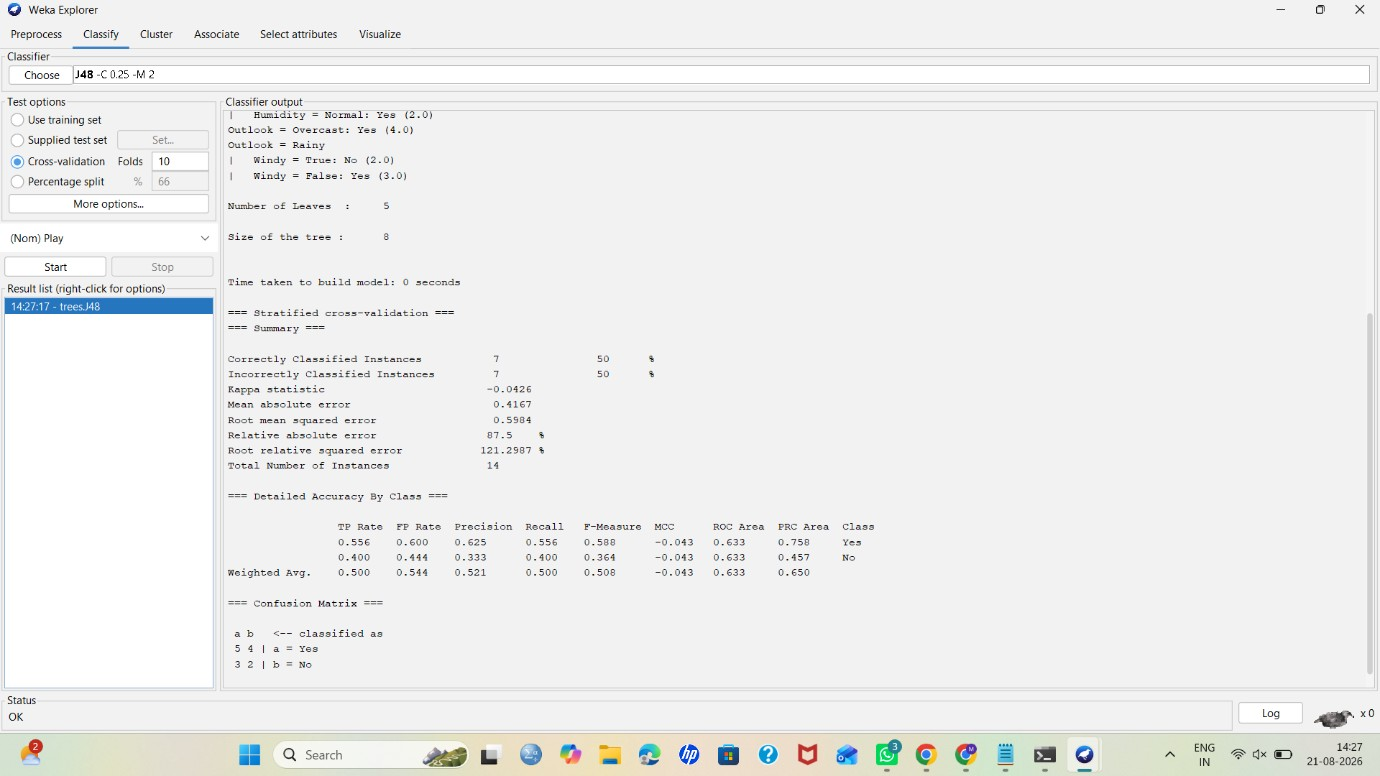 Weka Explorer
Preprocess Classify Cluster Associate Select attributes Visualize
Classifier
Choose J48 -C 0.25 -M 2
Test options
Use training set
Supplied test set Set...
Cross-validation Folds 10
Percentage split % 66
More options...
(Nom) Play
Start Stop
Result list (right-click for options)
14:27:17 - trees.J48
Classifier output
| Humidity = Normal: Yes (2.0)
Outlook = Overcast: Yes (4.0)
Outlook = Rainy
| Windy = True: No (2.0)
| Windy = False: Yes (3.0)
Number of Leaves : 5
Size of the tree : 8
Time taken to build model: 0 seconds
=== Stratified cross-validation ===
=== Summary ===
Correctly Classified Instances 7 50 %
Incorrectly Classified Instances 7 50 %
Kappa statistic -0.0426
Mean absolute error 0.4167
Root mean squared error 0.5984
Relative absolute error 87.5 %
Root relative squared error 121.2987 %
Total Number of Instances 14
=== Detailed Accuracy By Class ===
TP Rate FP Rate Precision Recall F-Measure MCC ROC Area PRC Area Class
0.556 0.600 0.625 0.556 0.588 -0.043 0.633 0.758 Yes
0.400 0.444 0.333 0.400 0.364 -0.043 0.633 0.457 No
Weighted Avg. 0.500 0.544 0.521 0.500 0.508 -0.043 0.633 0.650
=== Confusion Matrix ===
a b <-- classified as
5 4 | a = Yes
3 2 | b = No
Status
OK
Log x 0
2
Search
hp
3
M
ENG
IN
14:27
21-08-2026